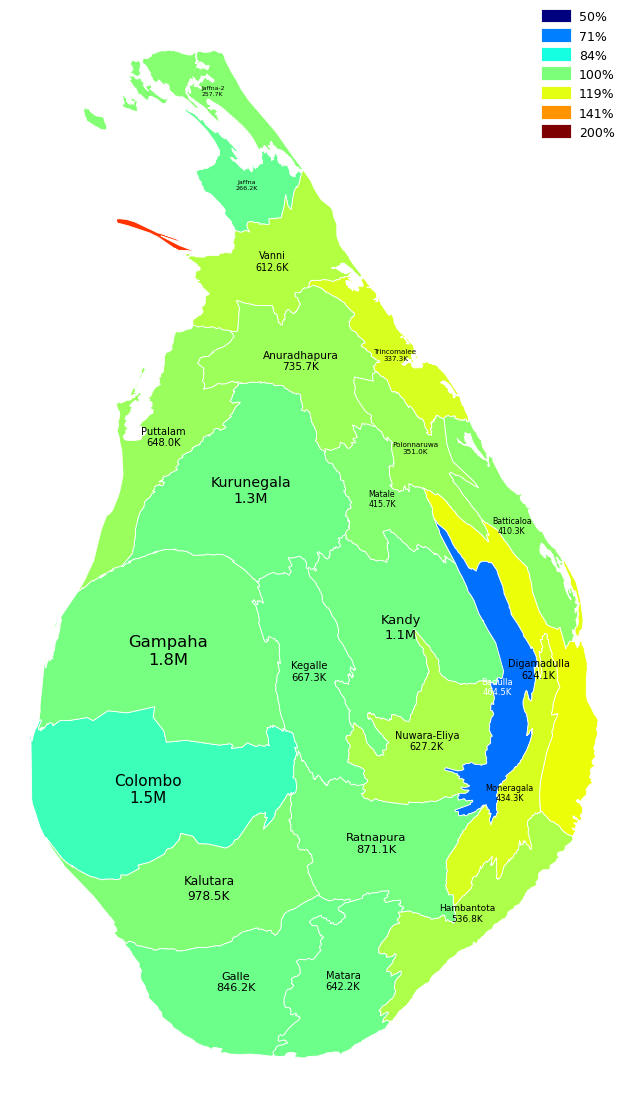 50%
71%
84%
100%
119%
141%
200%
Jaffna-2
257.7K
Jaffna
266.2K
Vanni
612.6K
Trincomalee
337.3K
Anuradhapura
735.7K
Puttalam
648.0K
Polonnaruwa
351.0K
Kurunegala
1.3M
Matale
415.7K
Batticaloa
410.3K
Kandy
1.1M
Gampaha
1.8M
Kegalle
667.3K
Digamadulla
624.1K
Badulla
464.5K
Nuwara-Eliya
627.2K
Colombo
1.5M
Moneragala
434.3K
Ratnapura
871.1K
Kalutara
978.5K
Hambantota
536.8K
Galle
846.2K
Matara
642.2K